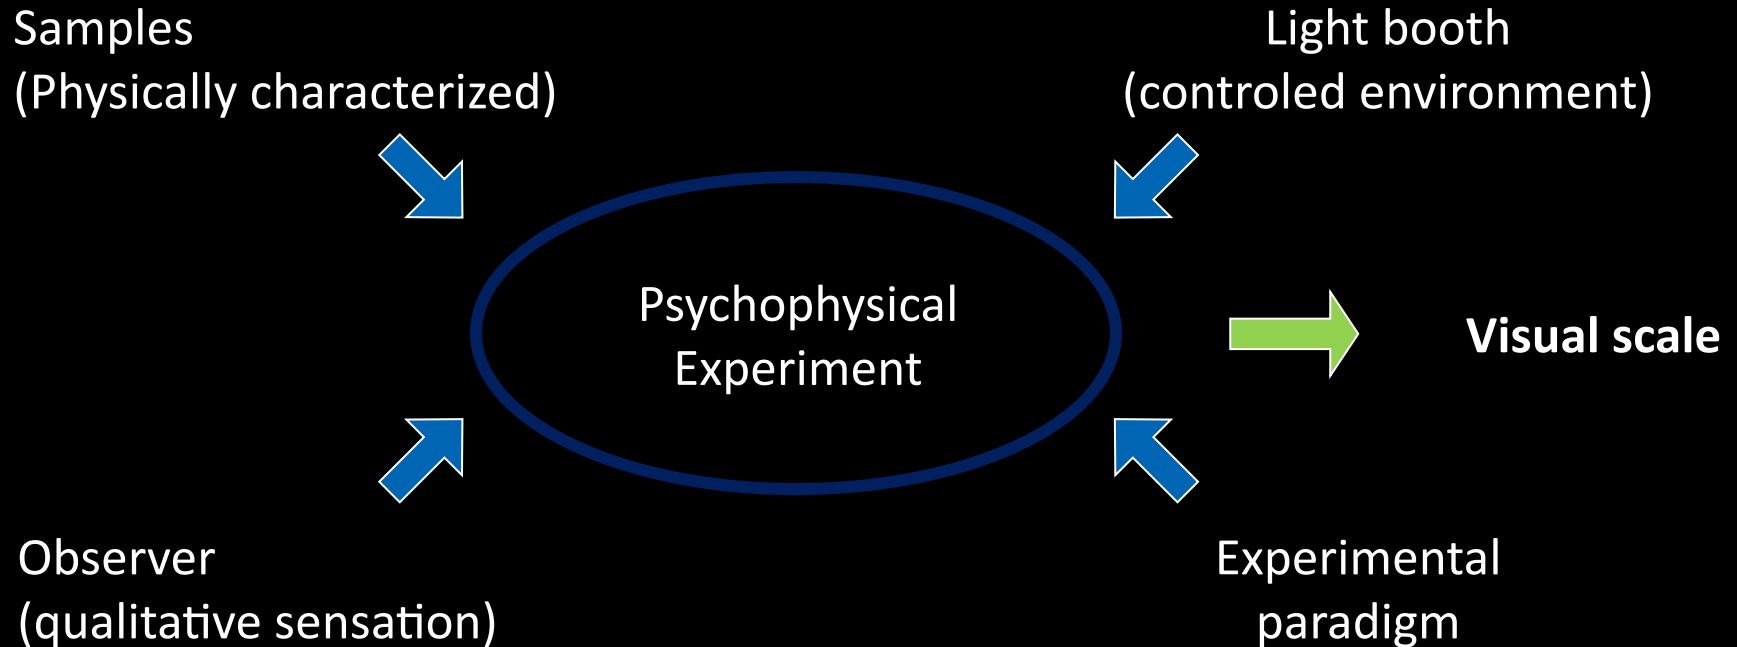 Samples
(Physically characterized)
Light booth
(controled environment)
Psychophysical
Experiment
Visual scale
Observer
(qualitative sensation)
Experimental
paradigm